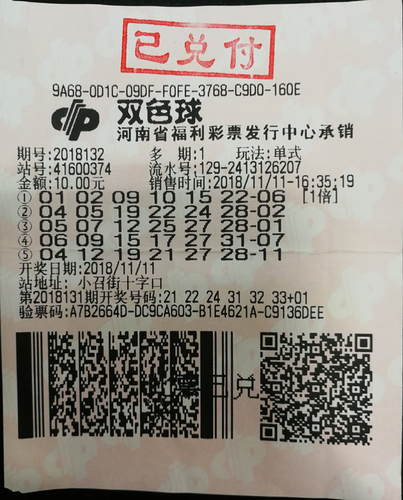 已兑付
9A68-0D1C-09DF-F0FE-3768-C9D0-160E
双色球
河南省福利彩票发行中心承销
期号:2018132 多 期:1 玩法:单式
站号:41600374 流水号:129-2413126207
金额:10.00元 销售时间:2018/11/11-16:35:19
① 01 02 09 10 15 22-06 [1倍]
② 04 05 19 22 24 28-02
③ 05 07 12 25 27 28-01
④ 06 09 15 17 27 31-07
⑤ 04 12 19 21 27 28-11
开奖日期:2018/11/11
站地址: 小召街十字口
第2018131期开奖号码:21 22 24 31 32 33+01
验票码:A7B2664D-DC9CA603-B1E4621A-C9136DEE
已兑